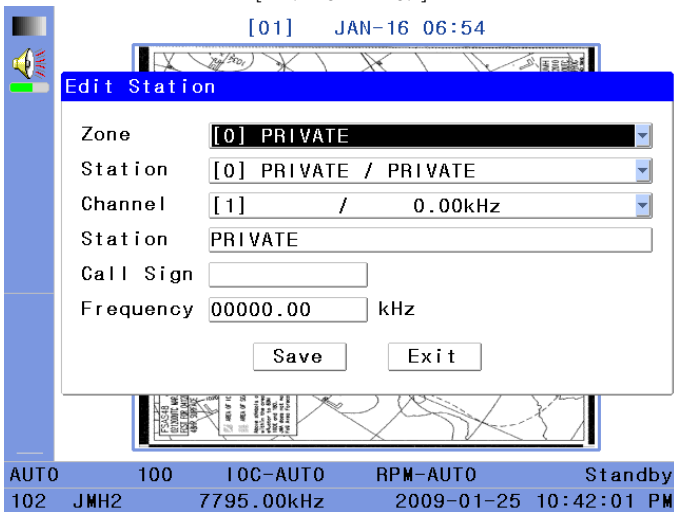 [01] JAN-16 06:54
Edit Station
Zone [0] PRIVATE
Station [0] PRIVATE / PRIVATE
Channel [1] / 0.00kHz
Station PRIVATE
Call Sign
Frequency 00000.00 kHz
Save Exit
FSAS48
AUTO 100 IOC-AUTO RPM-AUTO Standby
102 JMH2 7795.00kHz 2009-01-25 10:42:01 PM